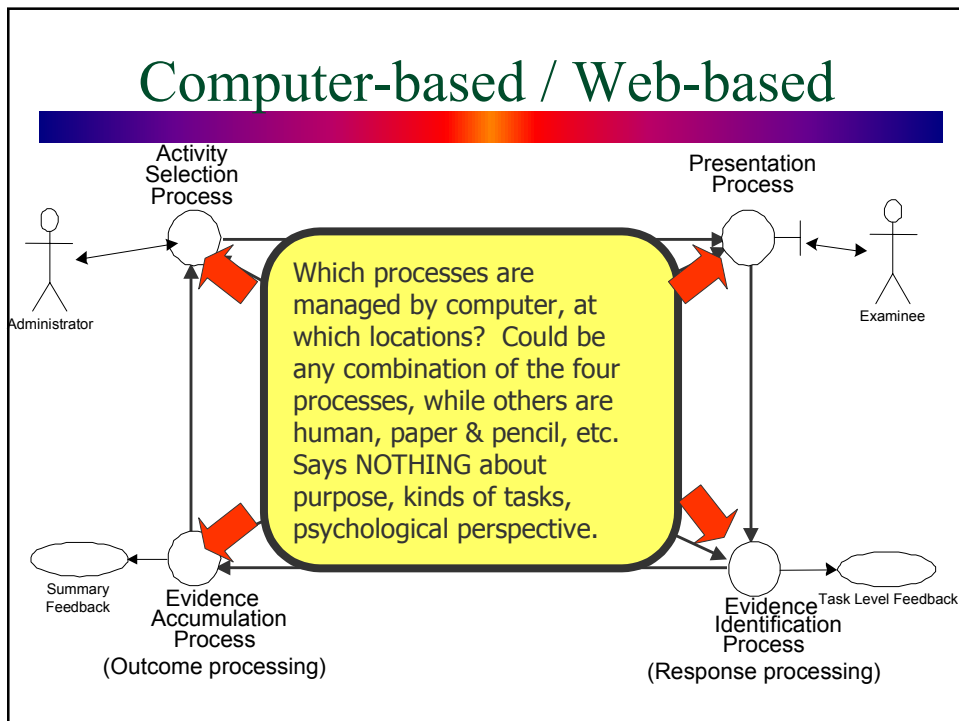 Computer-based / Web-based
Activity
Selection
Process
Presentation
Process
Administrator
Examinee
Which processes are
managed by computer, at
which locations?  Could be
any combination of the four
processes, while others are
human, paper & pencil, etc.
Says NOTHING about
purpose, kinds of tasks,
psychological perspective.
Summary
Feedback
Evidence
Accumulation
Process
(Outcome processing)
Evidence
Identification
Process
(Response processing)
Task Level Feedback